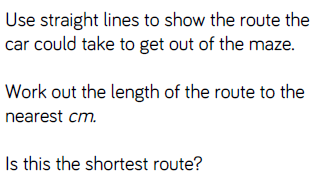 Use straight lines to show the route the
car could take to get out of the maze.
Work out the length of the route to the
nearest cm.
Is this the shortest route?